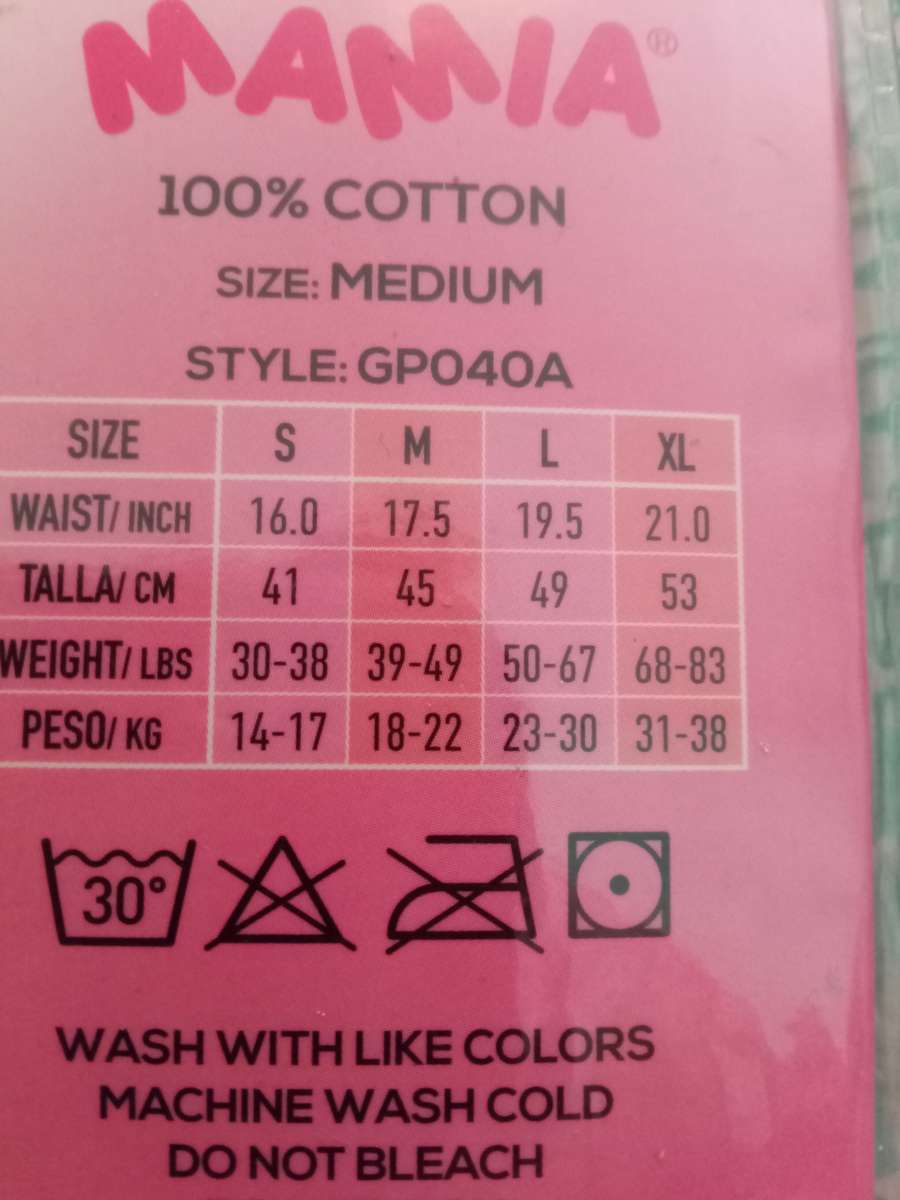 MAMIA®
100% COTTON
SIZE: MEDIUM
STYLE: GP040A
SIZE S M L XL
WAIST/ INCH 16.0 17.5 19.5 21.0
TALLA/ CM 41 45 49 53
WEIGHT/ LBS 30-38 39-49 50-67 68-83
PESO/ KG 14-17 18-22 23-30 31-38
30°
WASH WITH LIKE COLORS
MACHINE WASH COLD
DO NOT BLEACH